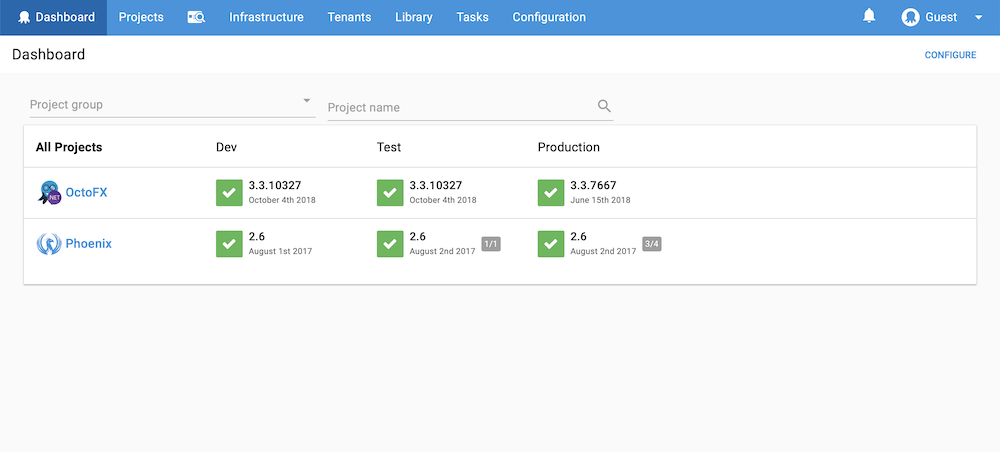 Dashboard Projects Infrastructure Tenants Library Tasks Configuration Guest
Dashboard CONFIGURE
Project group Project name
All Projects Dev Test Production
.NET OctoFX 3.3.10327 3.3.10327 3.3.7667
October 4th 2018 October 4th 2018 June 15th 2018
Phoenix 2.6 2.6 1/1 2.6 3/4
August 1st 2017 August 2nd 2017 August 2nd 2017